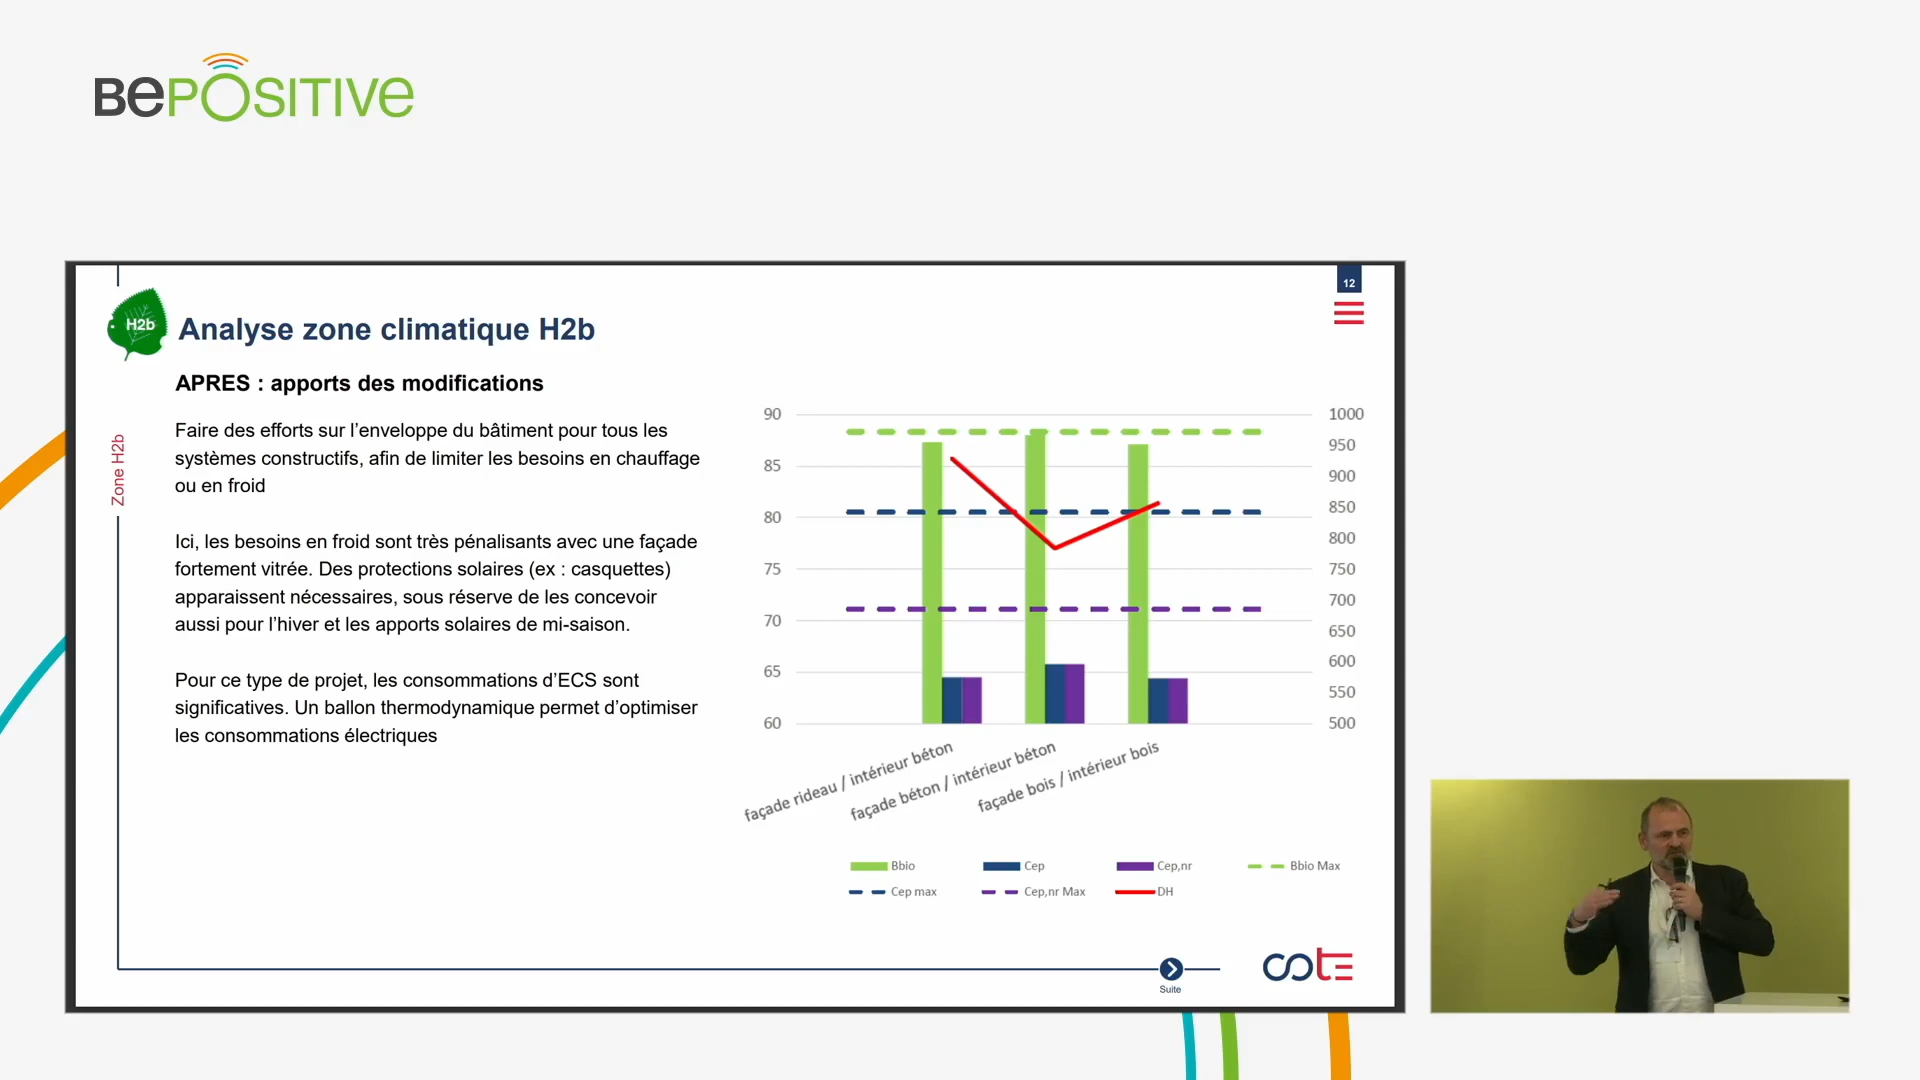 BEPOSITIVE
12
H2b
Analyse zone climatique H2b
APRES : apports des modifications
Zone H2b
Faire des efforts sur l’enveloppe du bâtiment pour tous les
systèmes constructifs, afin de limiter les besoins en chauffage
ou en froid
Ici, les besoins en froid sont très pénalisants avec une façade
fortement vitrée. Des protections solaires (ex : casquettes)
apparaissent nécessaires, sous réserve de les concevoir
aussi pour l’hiver et les apports solaires de mi-saison.
Pour ce type de projet, les consommations d’ECS sont
significatives. Un ballon thermodynamique permet d’optimiser
les consommations électriques
90
85
80
75
70
65
60
1000
950
900
850
800
750
700
650
600
550
500
façade rideau / intérieur béton
façade béton / intérieur béton
façade bois / intérieur bois
Bbio
Cep
Cep,nr
Bbio Max
Cep max
Cep,nr Max
DH
Suite